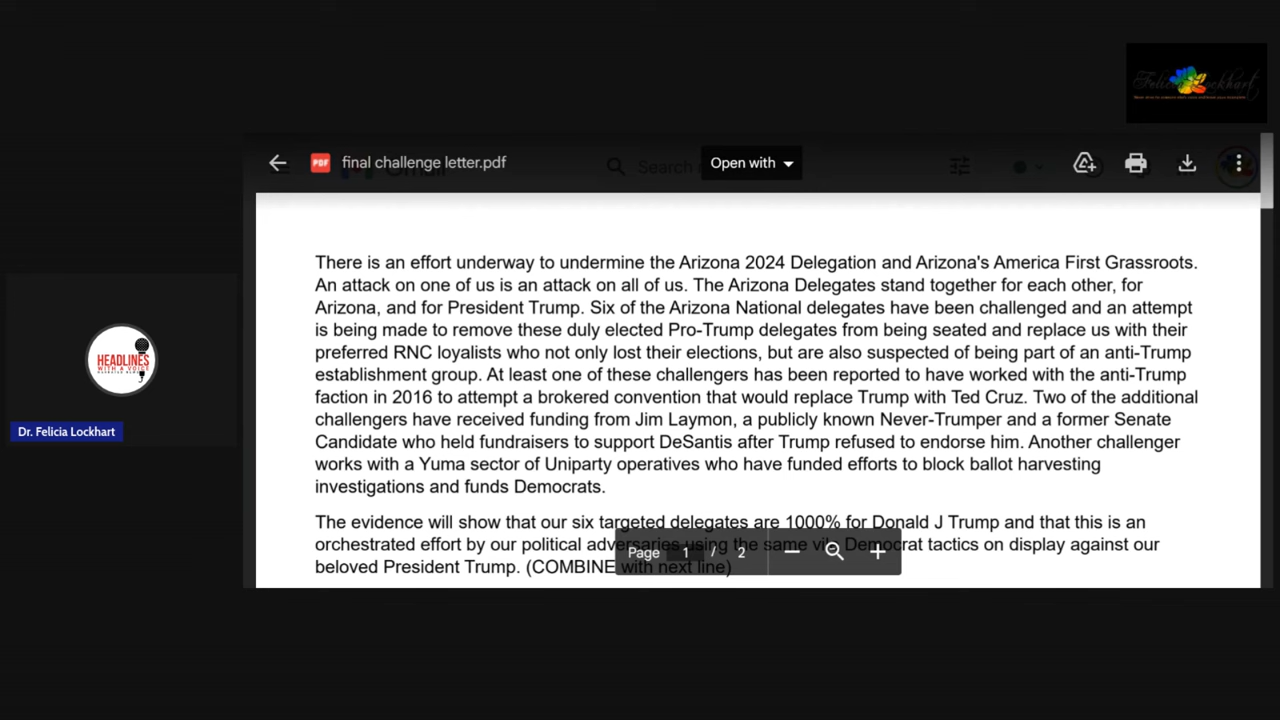 Felicia Lockhart
final challenge letter.pdf
Open with
Search
There is an effort underway to undermine the Arizona 2024 Delegation and Arizona's America First Grassroots.
An attack on one of us is an attack on all of us. The Arizona Delegates stand together for each other, for
Arizona, and for President Trump. Six of the Arizona National delegates have been challenged and an attempt
is being made to remove these duly elected Pro-Trump delegates from being seated and replace us with their
preferred RNC loyalists who not only lost their elections, but are also suspected of being part of an anti-Trump
establishment group. At least one of these challengers has been reported to have worked with the anti-Trump
faction in 2016 to attempt a brokered convention that would replace Trump with Ted Cruz. Two of the additional
challengers have received funding from Jim Laymon, a publicly known Never-Trumper and a former Senate
Candidate who held fundraisers to support DeSantis after Trump refused to endorse him. Another challenger
works with a Yuma sector of Uniparty operatives who have funded efforts to block ballot harvesting
investigations and funds Democrats.
The evidence will show that our six targeted delegates are 1000% for Donald J Trump and that this is an
orchestrated effort by our political adversaries using the same vile Democrat tactics on display against our
beloved President Trump. (COMBINE with next line)
Page 1 / 2
HEADLINES
WITH A VOICE
Dr. Felicia Lockhart